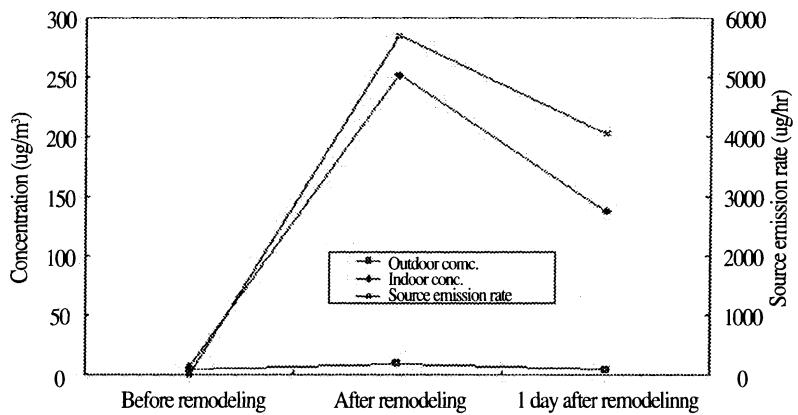 Concentration (ug/m³)
300
250
200
150
100
50
0
Outdoor comc.
Indoor conc.
Source emission rate
6000
5000
4000
3000
2000
1000
0
Source emission rate (ug/hr)
Before remodeling
After remodeling
1 day after remodelinng